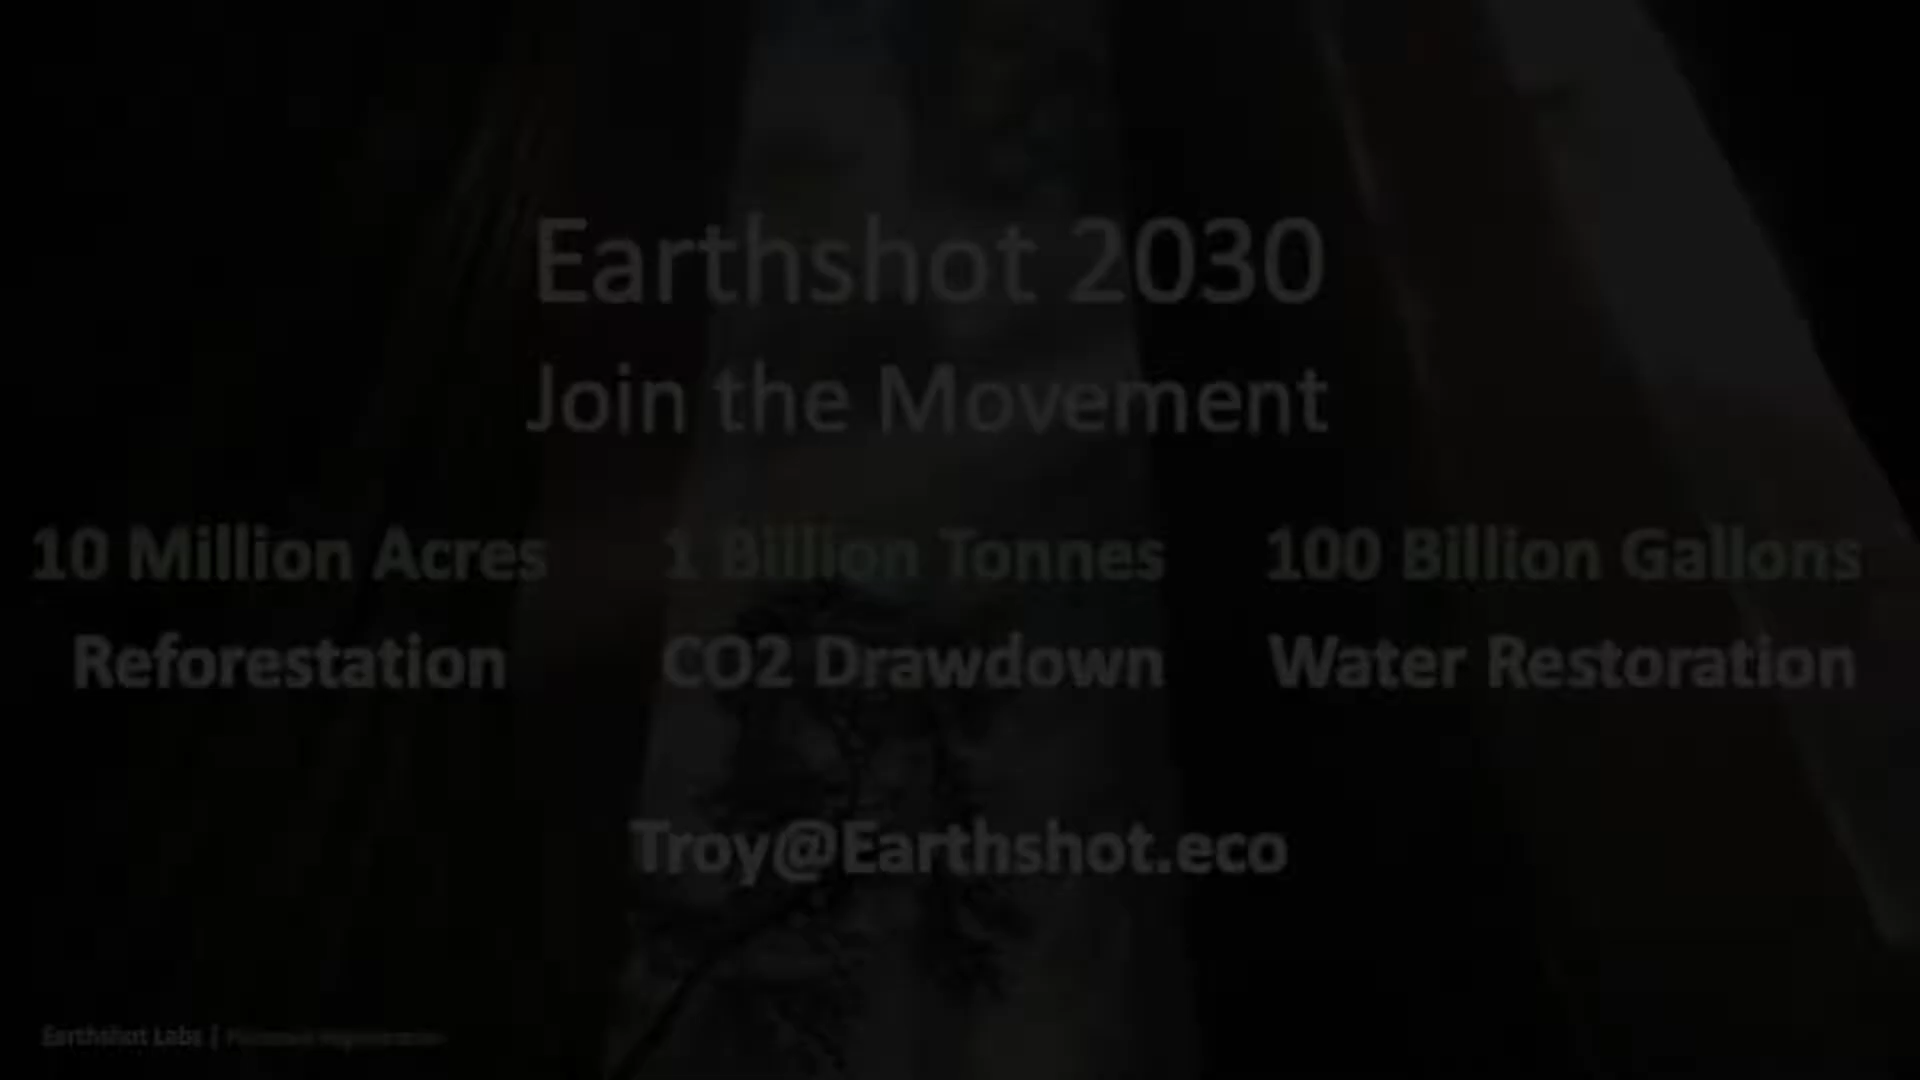 Earthshot 2030
Join the Movement
10 Million Acres 1 Billion Tonnes 100 Billion Gallons
Reforestation CO2 Drawdown Water Restoration
Troy@Earthshot.eco
Earthshot Labs |